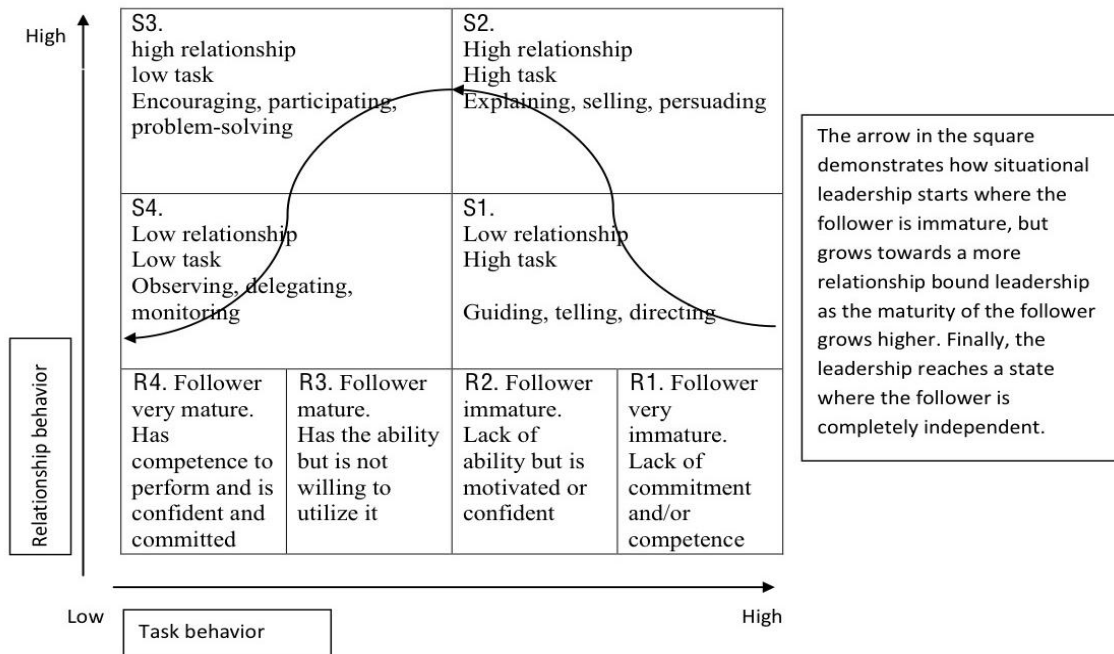 High
S3.
high relationship
low task
Encouraging, participating,
problem-solving
S2.
High relationship
High task
Explaining, selling, persuading
S4.
Low relationship
Low task
Observing, delegating,
monitoring
S1.
Low relationship
High task
Guiding, telling, directing
R4. Follower
very mature.
Has
competence to
perform and is
confident and
committed
R3. Follower
mature.
Has the ability
but is not
willing to
utilize it
R2. Follower
immature.
Lack of
ability but is
motivated or
confident
R1. Follower
very
immature.
Lack of
commitment
and/or
competence
The arrow in the square
demonstrates how situational
leadership starts where the
follower is immature, but
grows towards a more
relationship bound leadership
as the maturity of the follower
grows higher. Finally, the
leadership reaches a state
where the follower is
completely independent.
Relationship behavior
Low
High
Task behavior